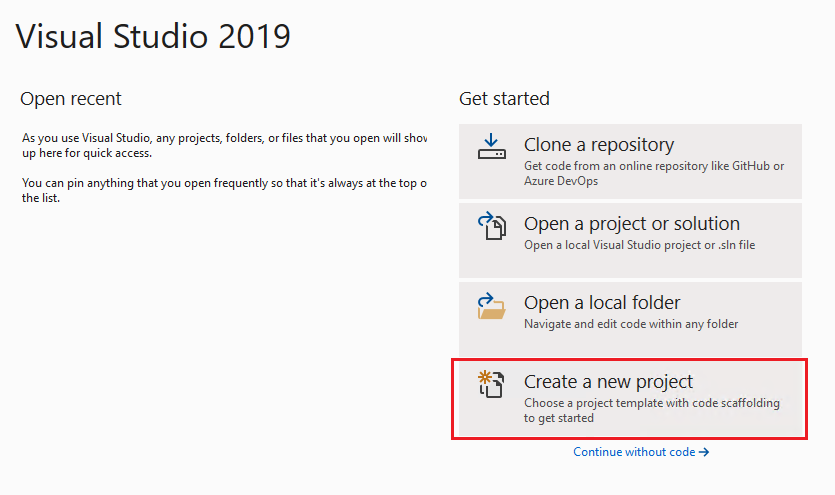 Visual Studio 2019
Open recent
As you use Visual Studio, any projects, folders, or files that you open will show
up here for quick access.
You can pin anything that you open frequently so that it's always at the top o
the list.
Get started
Clone a repository
Get code from an online repository like GitHub or
Azure DevOps
Open a project or solution
Open a local Visual Studio project or .sln file
Open a local folder
Navigate and edit code within any folder
Create a new project
Choose a project template with code scaffolding
to get started
Continue without code →